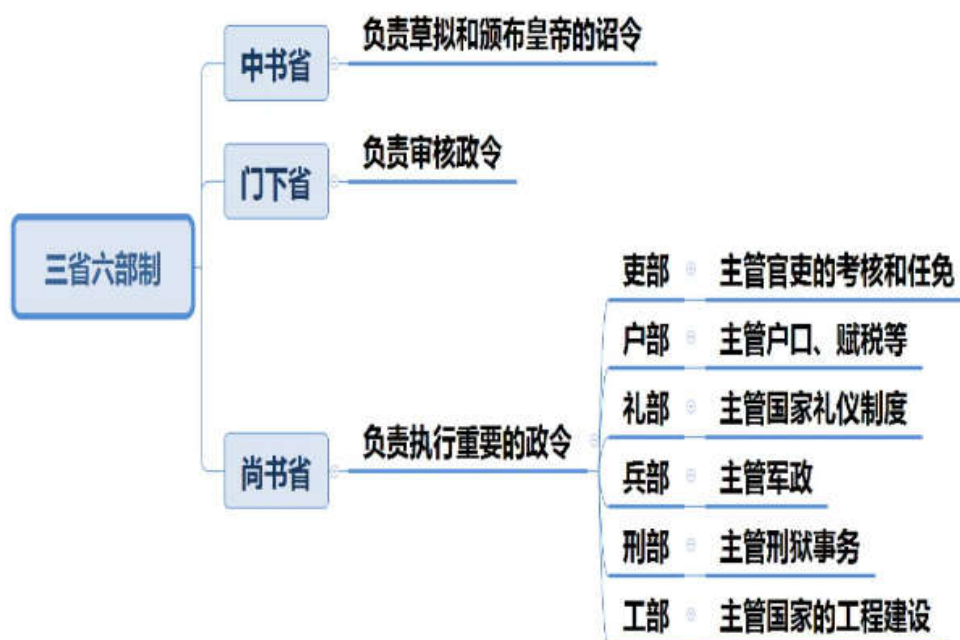 三省六部制
中书省
负责草拟和颁布皇帝的诏令
门下省
负责审核政令
尚书省
负责执行重要的政令
吏部
主管官吏的考核和任免
户部
主管户口、赋税等
礼部
主管国家礼仪制度
兵部
主管军政
刑部
主管刑狱事务
工部
主管国家的工程建设